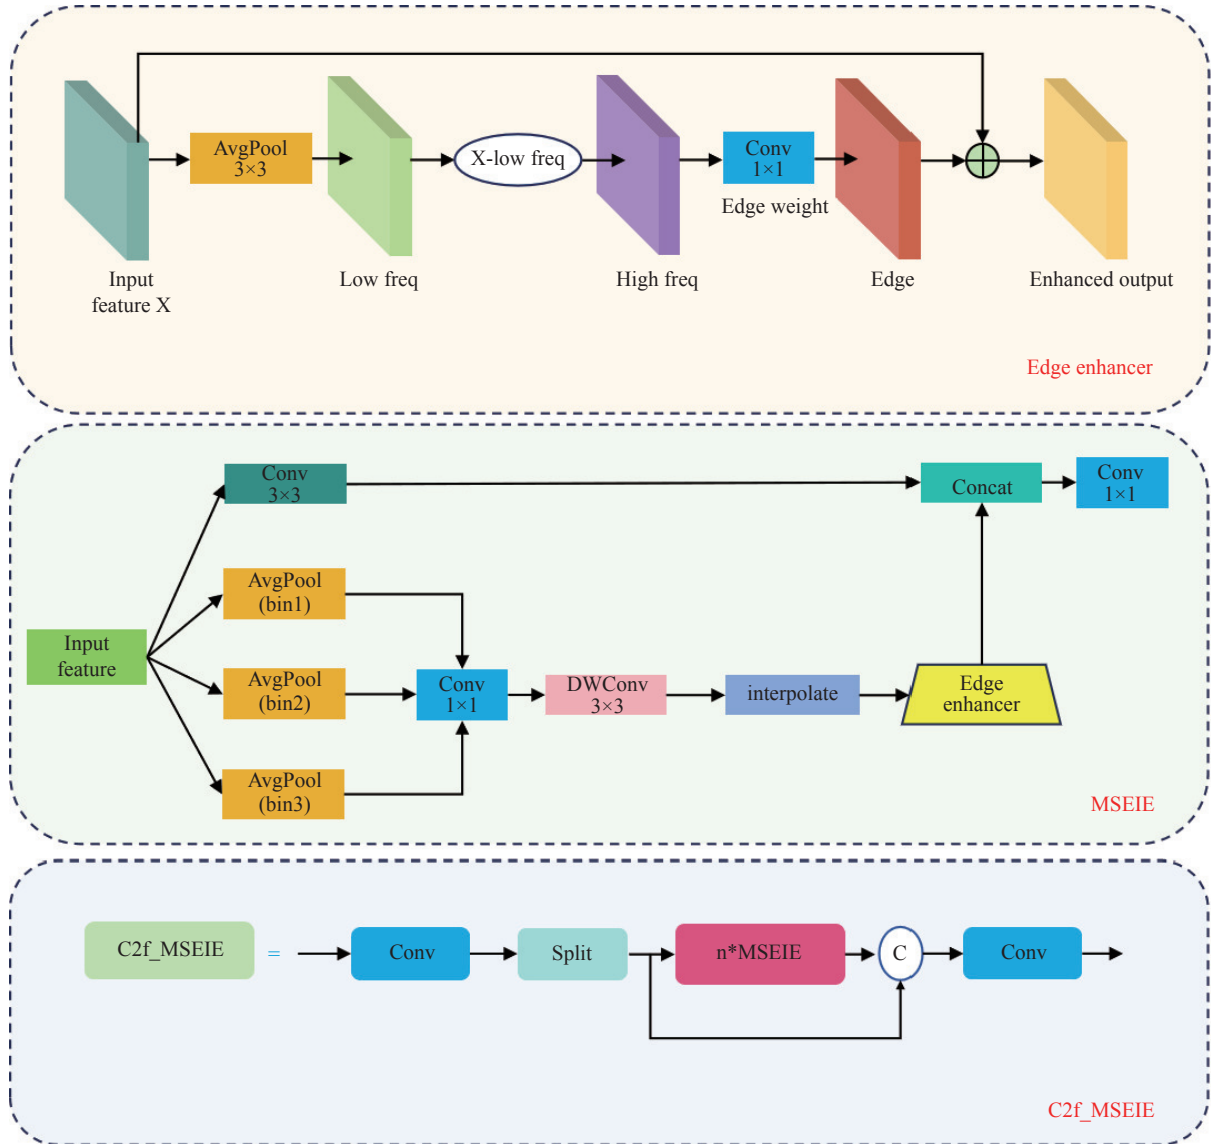 AvgPool
3×3
X-low freq
Conv
1×1
Edge weight
Input
feature X
Low freq
High freq
Edge
Enhanced output
Edge enhancer
Conv
3×3
Concat
Conv
1×1
AvgPool
(bin1)
Input
feature
AvgPool
(bin2)
Conv
1×1
DWConv
3×3
interpolate
Edge
enhancer
AvgPool
(bin3)
MSEIE
C2f_MSEIE
=
Conv
Split
n*MSEIE
C
Conv
C2f_MSEIE